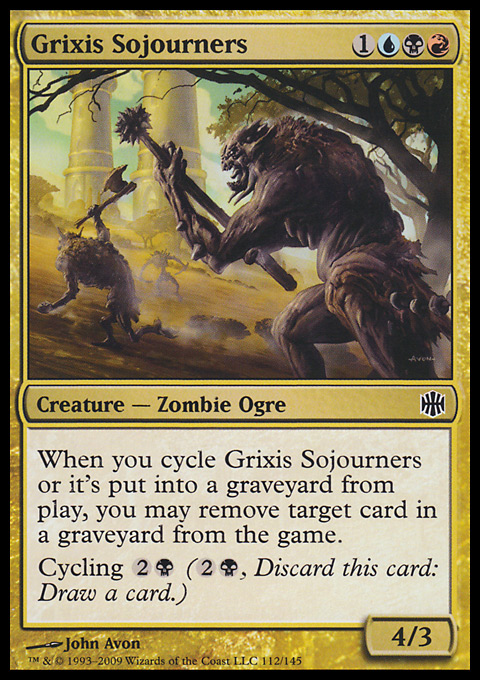 Grixis Sojourners 1
AVON
Creature — Zombie Ogre
When you cycle Grixis Sojourners
or it's put into a graveyard from
play, you may remove target card in
a graveyard from the game.
Cycling 2 (2, Discard this card:
Draw a card.)
John Avon
4/3
™ & © 1993–2009 Wizards of the Coast LLC 112/145